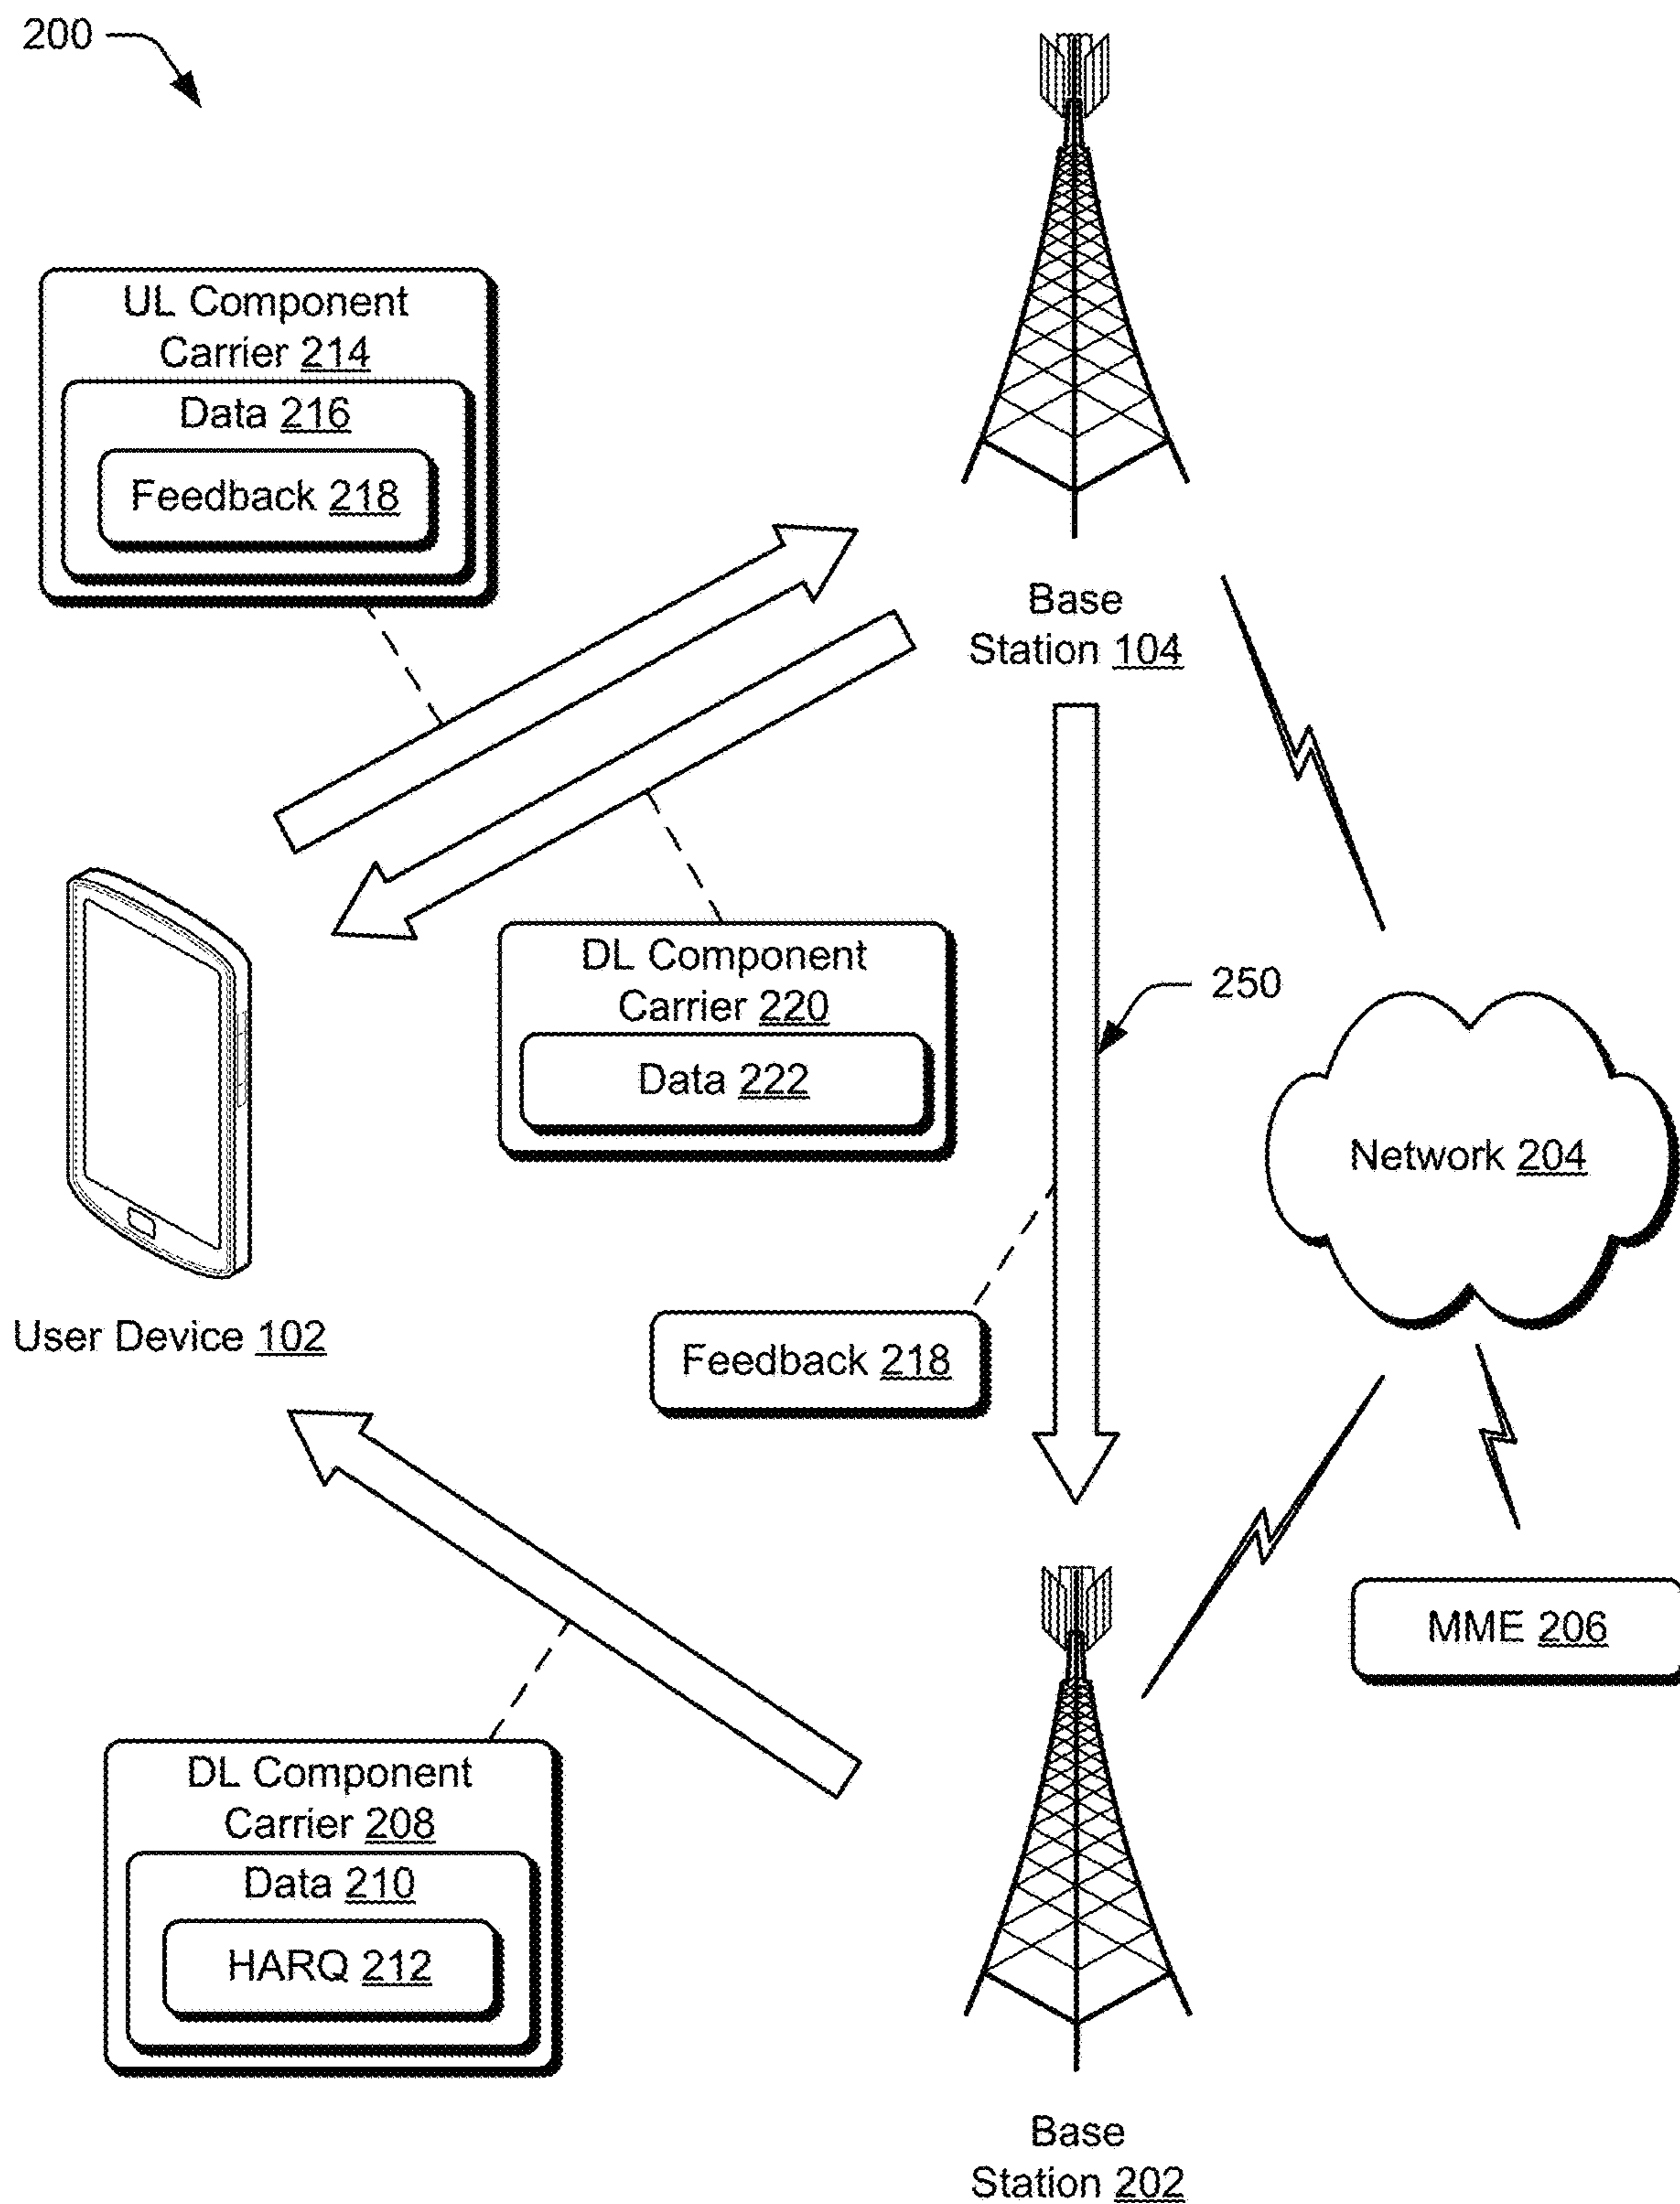 200
UL Component
Carrier 214
Data 216
Feedback 218
Base
Station 104
DL Component
Carrier 220
Data 222
250
Network 204
User Device 102
Feedback 218
MME 206
DL Component
Carrier 208
Data 210
HARQ 212
Base
Station 202